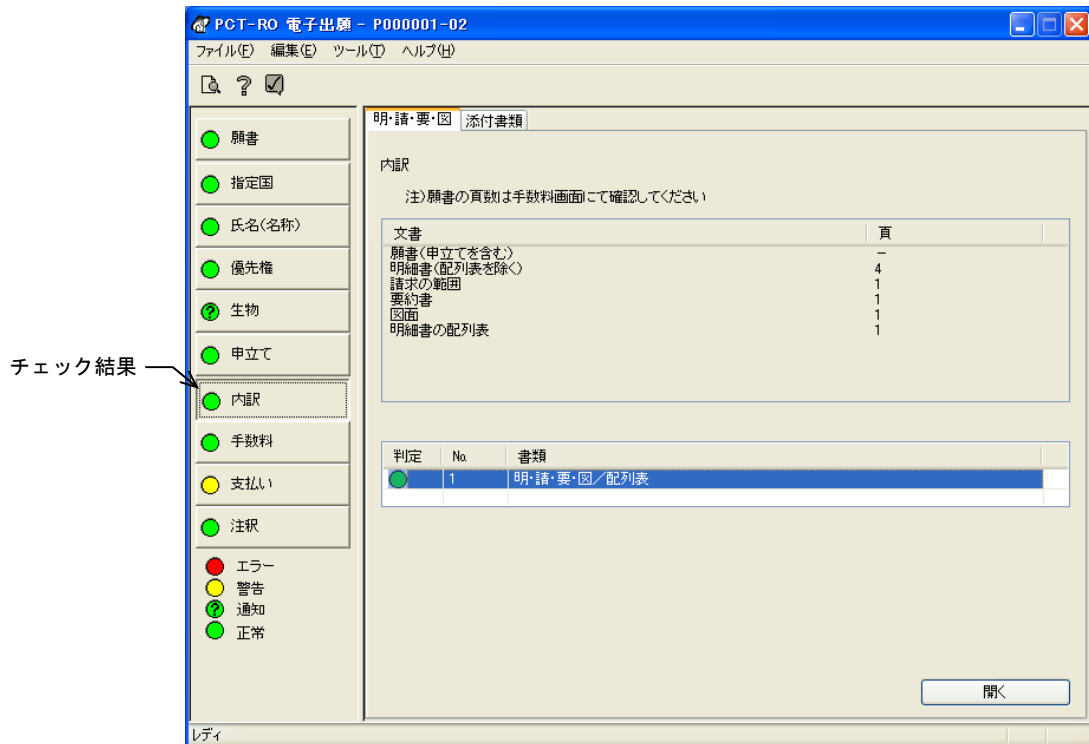 PCT-RO 電子出願 - P000001-02
ファイル(F) 編集(E) ツール(T) ヘルプ(H)
願書
指定国
氏名(名称)
優先権
生物
申立て
チェック結果
内訳
手数料
支払い
注釈
エラー
警告
通知
正常
明・請・要・図 添付書類
内訳
注)願書の頁数は手数料画面にて確認してください
文書 頁
願書(申立てを含む) −
明細書(配列表を除く) 4
請求の範囲 1
要約書 1
図面 1
明細書の配列表 1
判定 No. 書類
1 明・請・要・図/配列表
開く
レディ